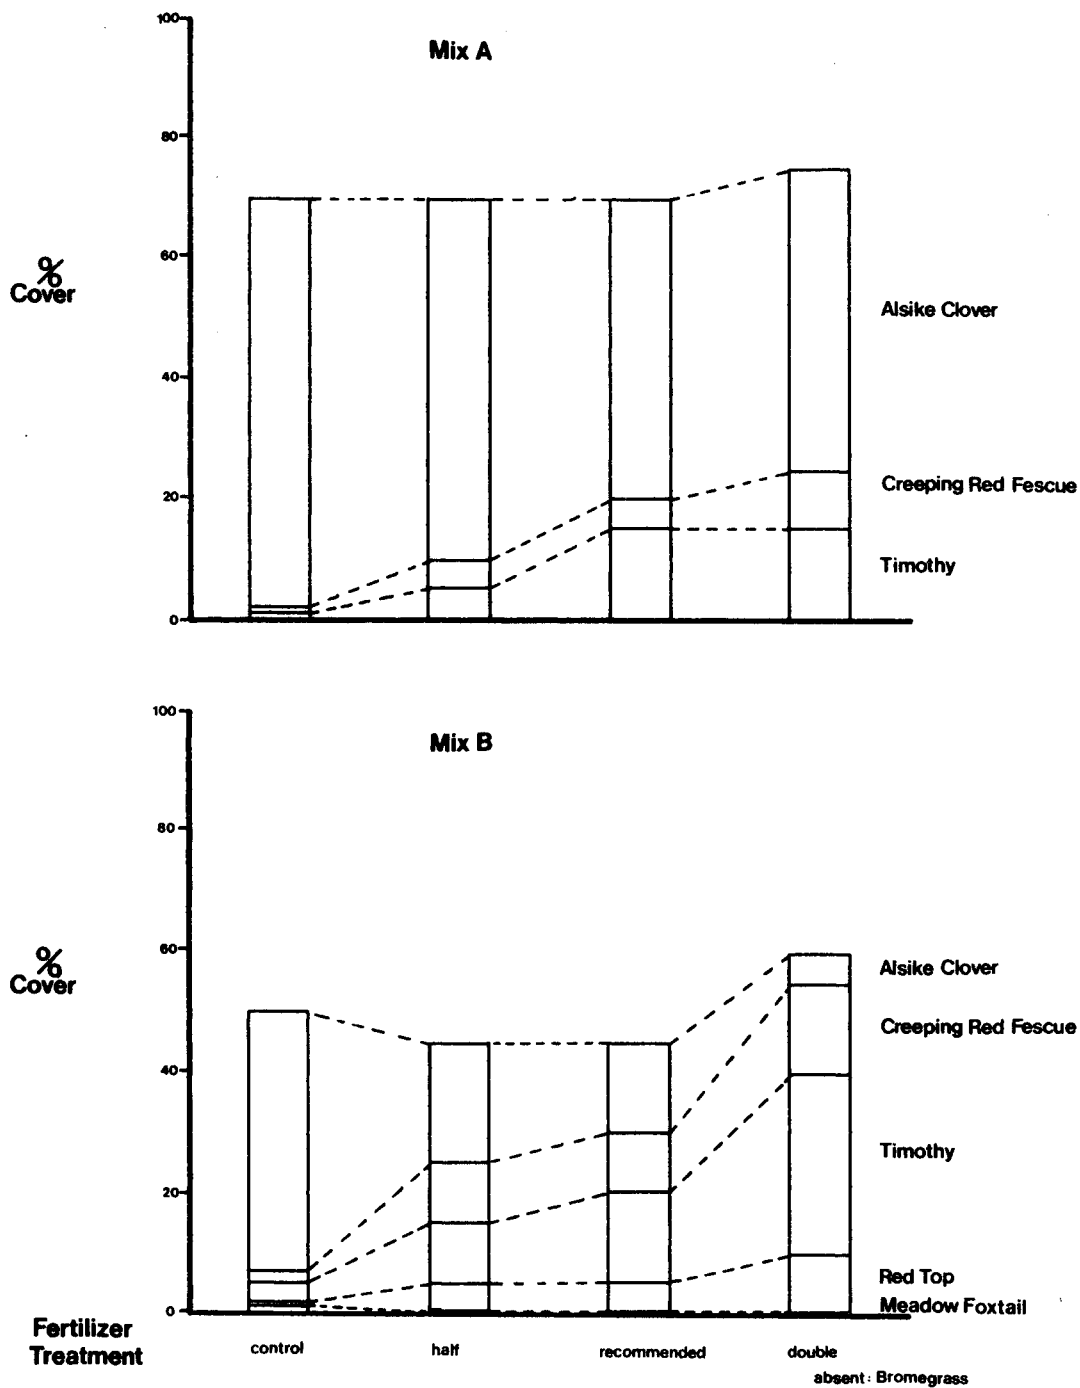 Mix A
100
80
60
40
20
0
%
Cover
Alsike Clover
Creeping Red Fescue
Timothy
Mix B
100
80
60
40
20
0
%
Cover
Alsike Clover
Creeping Red Fescue
Timothy
Red Top
Meadow Foxtail
Fertilizer
Treatment
control half recommended double
absent: Bromegrass